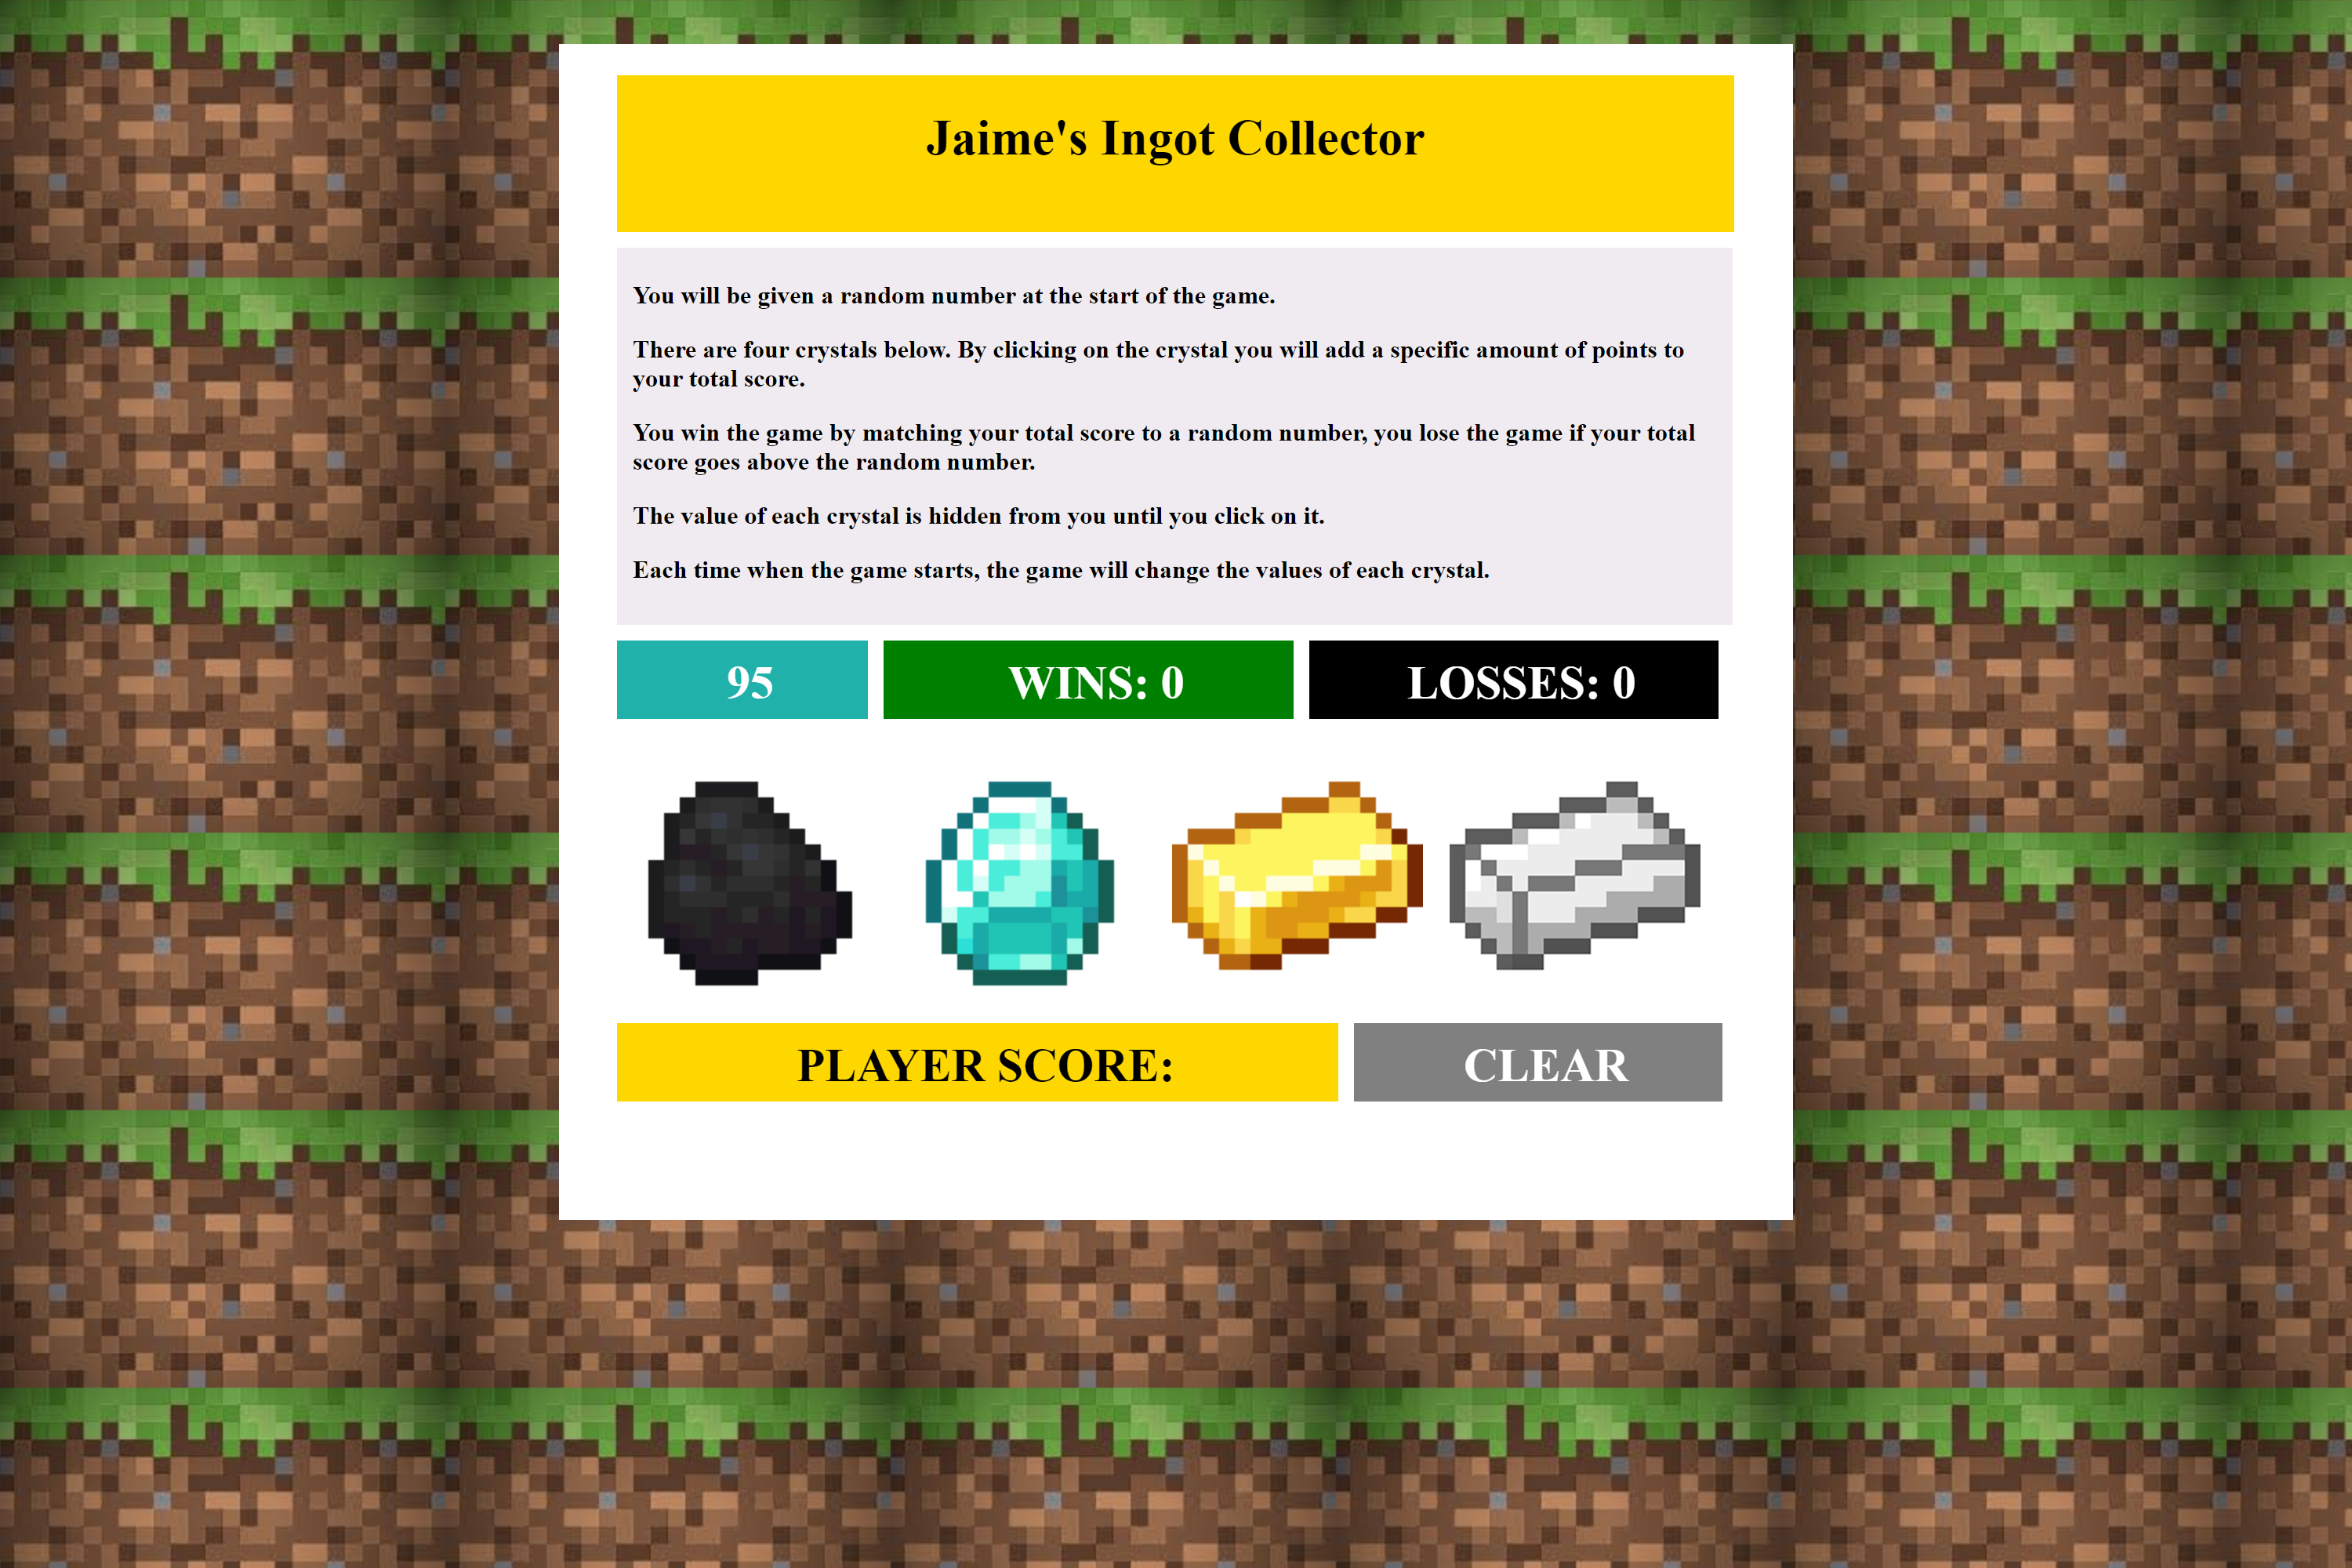 Jaime's Ingot Collector
You will be given a random number at the start of the game.
There are four crystals below. By clicking on the crystal you will add a specific amount of points to
your total score.
You win the game by matching your total score to a random number, you lose the game if your total
score goes above the random number.
The value of each crystal is hidden from you until you click on it.
Each time when the game starts, the game will change the values of each crystal.
95
WINS: 0
LOSSES: 0
PLAYER SCORE:
CLEAR